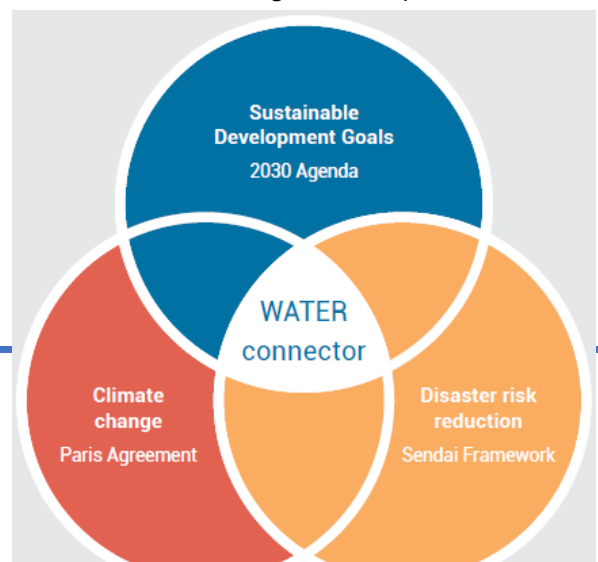 Sustainable
Development Goals
2030 Agenda
WATER
connector
Climate
change
Paris Agreement
Disaster risk
reduction
Sendai Framework